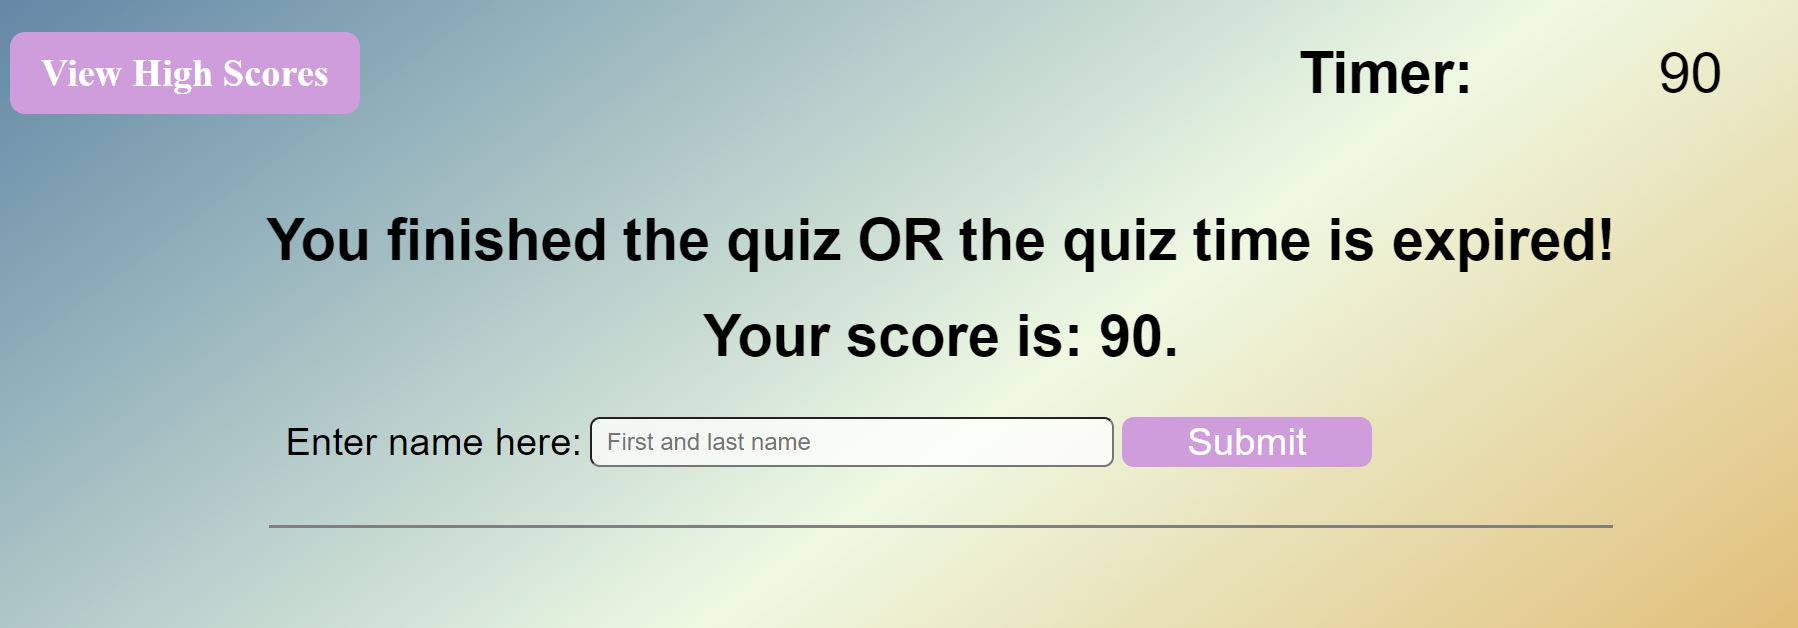 View High Scores
Timer: 90
You finished the quiz OR the quiz time is expired!
Your score is: 90.
Enter name here: First and last name Submit